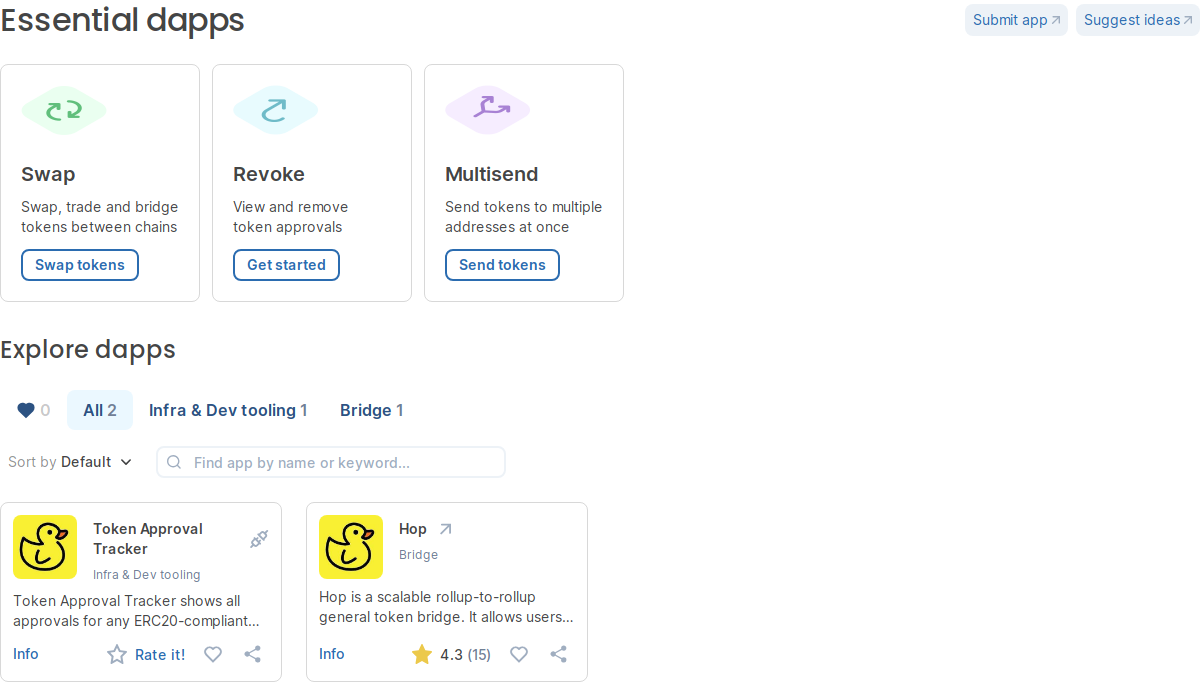 Essential dapps
Submit app
Suggest ideas
Swap
Swap, trade and bridge
tokens between chains
Swap tokens
Revoke
View and remove
token approvals
Get started
Multisend
Send tokens to multiple
addresses at once
Send tokens
Explore dapps
0
All 2
Infra & Dev tooling 1
Bridge 1
Sort by Default
Find app by name or keyword...
Token Approval
Tracker
Infra & Dev tooling
Token Approval Tracker shows all
approvals for any ERC20-compliant...
Info
Rate it!
Hop
Bridge
Hop is a scalable rollup-to-rollup
general token bridge. It allows users...
Info
4.3 (15)